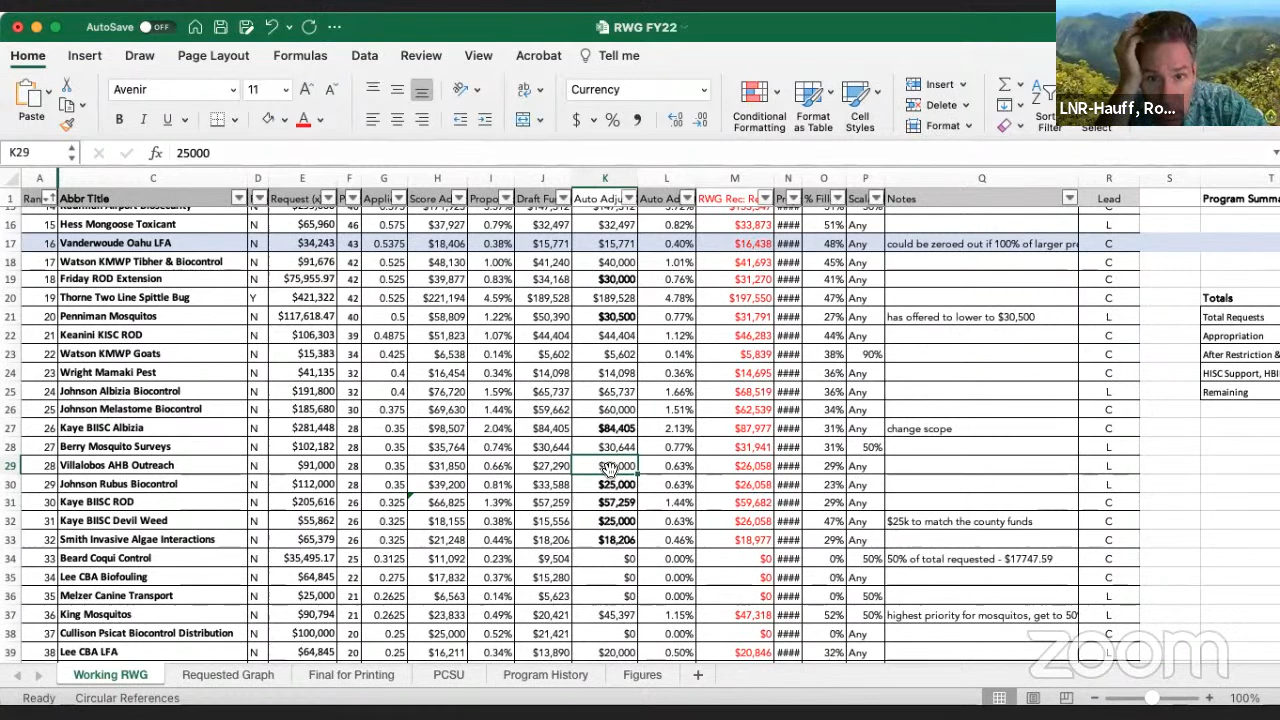 AutoSave OFF RWG FY22
Home Insert Draw Page Layout Formulas Data Review View Acrobat Tell me
Paste Avenir 11 Currency Conditional Formatting Format as Table Cell Styles Insert Delete Format Sort Filter Select
LNR-Hauff, Ro...
K29 fx 25000
A C D E F G H I J K L M N O P Q R S T
1 Ran Abbr Title Request (x Appli Score Ad Propo Draft Fu Auto Adju Auto Ad RWG Rec: Re Pr % Fill Scal Notes Lead Program Summa
16 15 Hess Mongoose Toxicant N $65,960 46 0.575 $37,927 0.79% $32,497 $32,497 0.82% $33,873 #### 51% Any L
17 16 Vanderwoude Oahu LFA N $34,243 43 0.5375 $18,406 0.38% $15,771 $15,771 0.40% $16,438 #### 48% Any could be zeroed out if 100% of larger pro C
18 17 Watson KMWP Tibher & Biocontrol N $91,676 42 0.525 $48,130 1.00% $41,240 $40,000 1.01% $41,693 #### 45% Any C
19 18 Friday ROD Extension N $75,955.97 42 0.525 $39,877 0.83% $34,168 $30,000 0.76% $31,270 #### 41% Any C
20 19 Thorne Two Line Spittle Bug Y $421,322 42 0.525 $221,194 4.59% $189,528 $189,528 4.78% $197,550 #### 47% Any C Totals
21 20 Penniman Mosquito N $117,618.47 40 0.5 $58,809 1.22% $50,390 $30,500 0.77% $31,791 #### 27% Any has offered to lower to $30,500 L Total Requests
22 21 Keanini KISC ROD N $106,303 39 0.4875 $51,823 1.07% $44,404 $44,404 1.12% $46,283 #### 44% Any C Appropriation
23 22 Watson KMWP Goats N $15,383 34 0.425 $6,538 0.14% $5,602 $5,602 0.14% $5,839 #### 38% 90% C After Restriction &
24 23 Wright Mamaki Pest N $41,135 32 0.4 $16,454 0.34% $14,098 $14,098 0.36% $14,695 #### 36% Any C HISC Support, HBI
25 24 Johnson Albizia Biocontrol N $191,800 32 0.4 $76,720 1.59% $65,737 $65,737 1.66% $68,519 #### 36% Any L Remaining
26 25 Johnson Melastome Biocontrol N $185,680 30 0.375 $69,630 1.44% $59,662 $60,000 1.51% $62,539 #### 34% Any C
27 26 Kaye BIISC Albizia N $281,448 28 0.35 $98,507 2.04% $84,405 $84,405 2.13% $87,977 #### 31% Any change scope C
28 27 Berry Mosquito Surveys N $102,182 28 0.35 $35,764 0.74% $30,644 $30,644 0.77% $31,941 #### 31% 50% L
29 28 Villalobos AHB Outreach N $91,000 28 0.35 $31,850 0.66% $27,290 0.63% $26,058 #### 29% Any L
30 29 Johnson Rubus Biocontrol N $112,000 28 0.35 $39,200 0.81% $33,588 $25,000 0.63% $26,058 #### 23% Any L
31 30 Kaye BIISC ROD N $205,616 26 0.325 $66,825 1.39% $57,259 $57,259 1.44% $59,682 #### 29% Any C
32 31 Kaye BIISC Devil Weed N $55,862 26 0.325 $18,155 0.38% $15,556 $25,000 0.63% $26,058 #### 47% Any $25k to match the county funds C
33 32 Smith Invasive Algae Interactions N $65,379 26 0.325 $21,248 0.44% $18,206 $18,206 0.46% $18,977 #### 29% Any C
34 33 Beard Coqui Control N $35,495.17 25 0.3125 $11,092 0.23% $9,504 $0 0.00% $0 #### 0% 50% 50% of total requested - $17747.59 C
35 34 Lee CBA Biofouling N $64,845 22 0.275 $17,832 0.37% $15,280 $0 0.00% $0 #### 0% Any C
36 35 Melzer Canine Transport N $25,000 21 0.2625 $6,563 0.14% $5,623 $0 0.00% $0 #### 0% 50% L
37 36 King Mosquitos N $90,794 21 0.2625 $23,833 0.49% $20,421 $45,397 1.15% $47,318 #### 52% 50% highest priority for mosquitos, get to 50% L
38 37 Cullison Psicat Biocontrol Distribution N $100,000 20 0.25 $25,000 0.52% $21,421 $0 0.00% $0 #### 0% Any C
39 38 Lee CBA LFA N $64,845 20 0.25 $16,211 0.34% $13,890 $20,000 0.50% $20,846 #### 32% Any L
zoom
Working RWG Requested Graph Final for Printing PCSU Program History Figures +
Ready Circular References 100%